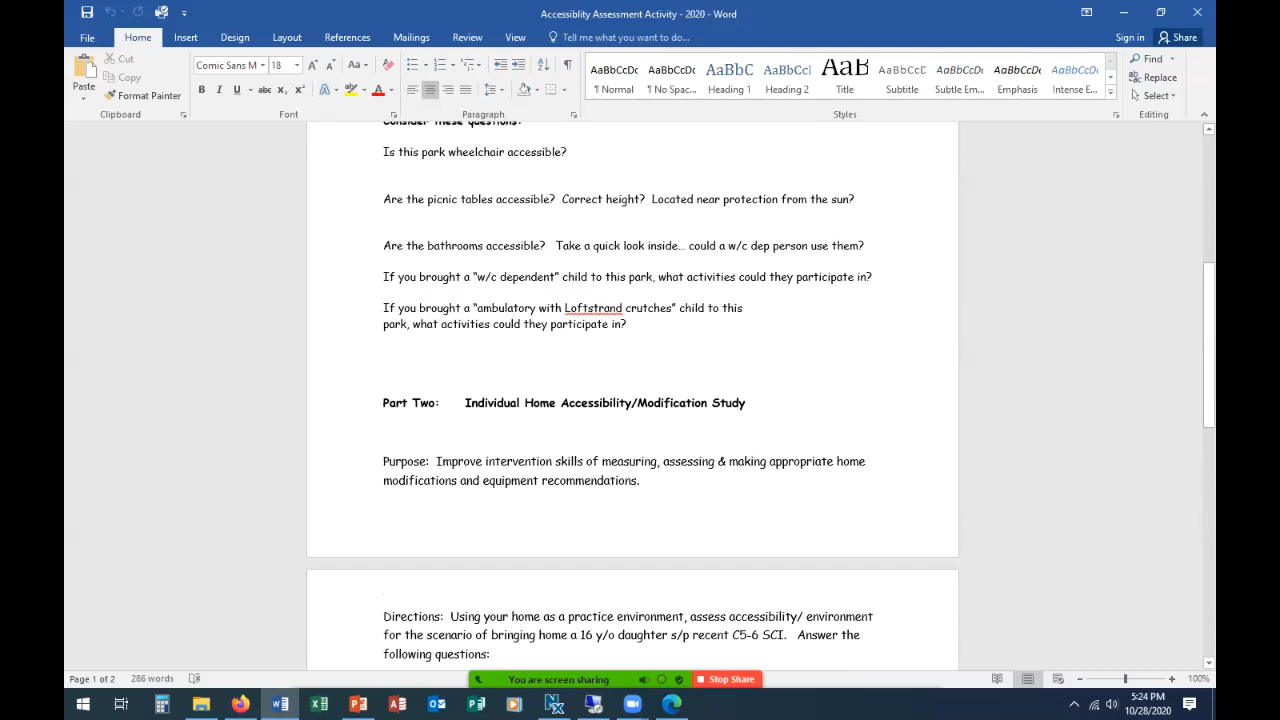 Accessiblity Assessment Activity - 2020 - Word
File Home Insert Design Layout References Mailings Review View Tell me what you want to do... Sign in Share
Cut
Copy
Paste
Format Painter
Comic Sans M 18
Aa
B I U abc X₂ X² A A
AaBbCcDc AaBbCcDc AaBbC AaBbCcI AaB AaBbCcD AaBbCcDc AaBbCcDc AaBbCcDc
¶ Normal ¶ No Spac... Heading 1 Heading 2 Title Subtitle Subtle Em... Emphasis Intense E...
Find
Replace
Select
Clipboard Font Paragraph Styles Editing
Consider these questions:
Is this park wheelchair accessible?
Are the picnic tables accessible? Correct height? Located near protection from the sun?
Are the bathrooms accessible? Take a quick look inside… could a w/c dep person use them?
If you brought a “w/c dependent” child to this park, what activities could they participate in?
If you brought a “ambulatory with Loftstrand crutches” child to this
park, what activities could they participate in?
Part Two: Individual Home Accessibility/Modification Study
Purpose: Improve intervention skills of measuring, assessing & making appropriate home
modifications and equipment recommendations.
Directions: Using your home as a practice environment, assess accessibility/ environment
for the scenario of bringing home a 16 y/o daughter s/p recent C5-6 SCI. Answer the
following questions:
Page 1 of 2 286 words
You are screen sharing Stop Share
100%
5:24 PM
10/28/2020